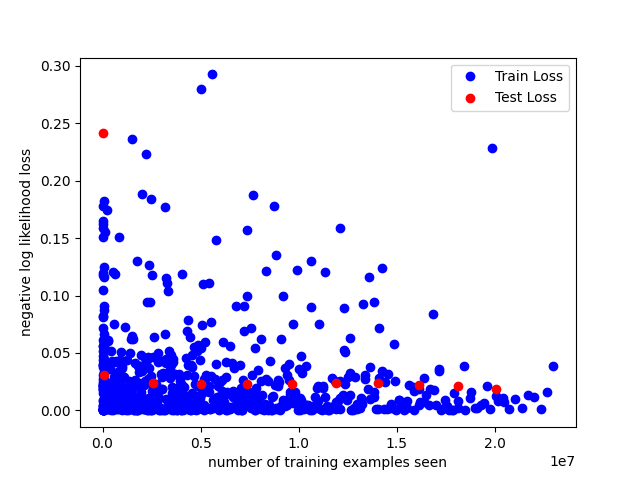 0.30
0.25
0.20
0.15
0.10
0.05
0.00
negative log likelihood loss
Train Loss
Test Loss
0.0
0.5
1.0
1.5
2.0
1e7
number of training examples seen